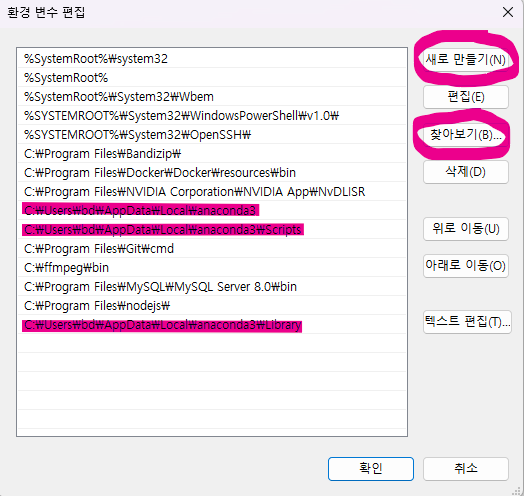 환경 변수 편집
%SystemRoot%₩system32
%SystemRoot%
%SystemRoot%₩System32₩Wbem
%SYSTEMROOT%₩System32₩WindowsPowerShell₩v1.0₩
%SYSTEMROOT%₩System32₩OpenSSH₩
C:₩Program Files₩Bandizip₩
C:₩Program Files₩Docker₩Docker₩resources₩bin
C:₩Program Files₩NVIDIA Corporation₩NVIDIA App₩NvDLISR
C:₩Users₩bd₩AppData₩Local₩anaconda3
C:₩Users₩bd₩AppData₩Local₩anaconda3₩Scripts
C:₩Program Files₩Git₩cmd
C:₩ffmpeg₩bin
C:₩Program Files₩MySQL₩MySQL Server 8.0₩bin
C:₩Program Files₩nodejs₩
C:₩Users₩bd₩AppData₩Local₩anaconda3₩Library
새로 만들기(N)
편집(E)
찾아보기(B)...
삭제(D)
위로 이동(U)
아래로 이동(O)
텍스트 편집(T)...
확인
취소